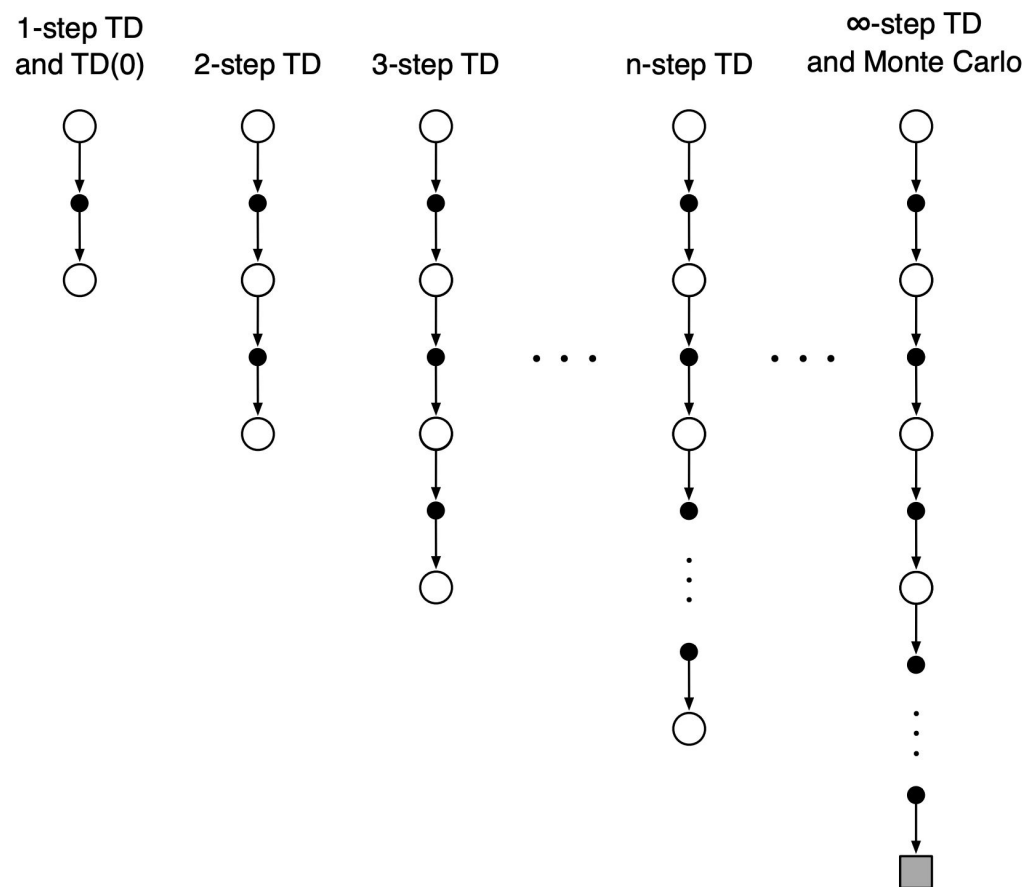 1-step TD
and TD(0)
2-step TD
3-step TD
n-step TD
∞-step TD
and Monte Carlo